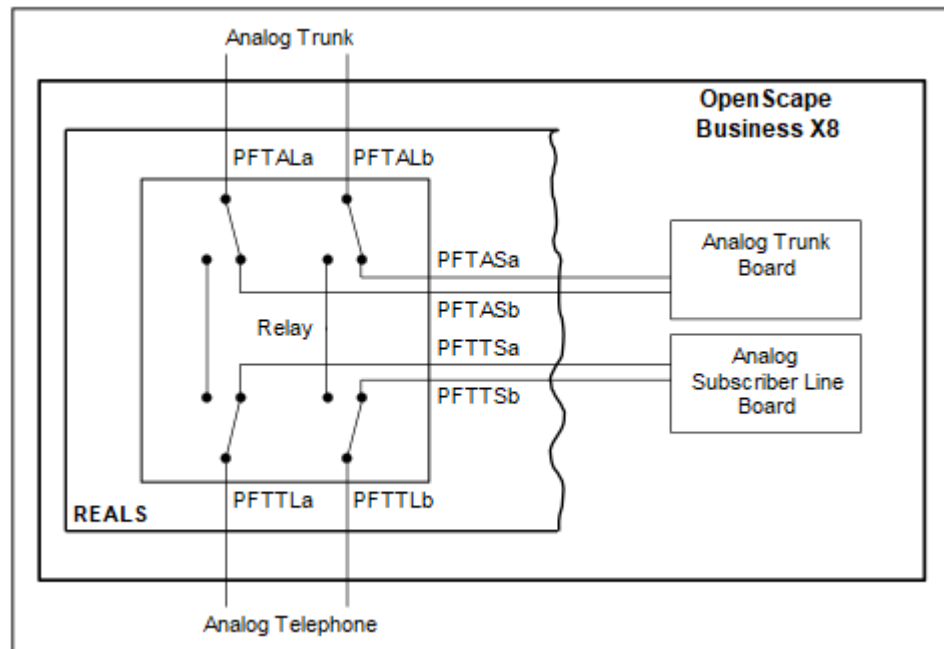 Analog Trunk
OpenScape
Business X8
PFTALa
PFTALb
PFTASa
Analog Trunk
Board
PFTASb
Relay
PFTTSa
Analog
Subscriber Line
Board
PFTTSb
PFTTLa
PFTTLb
REALS
Analog Telephone